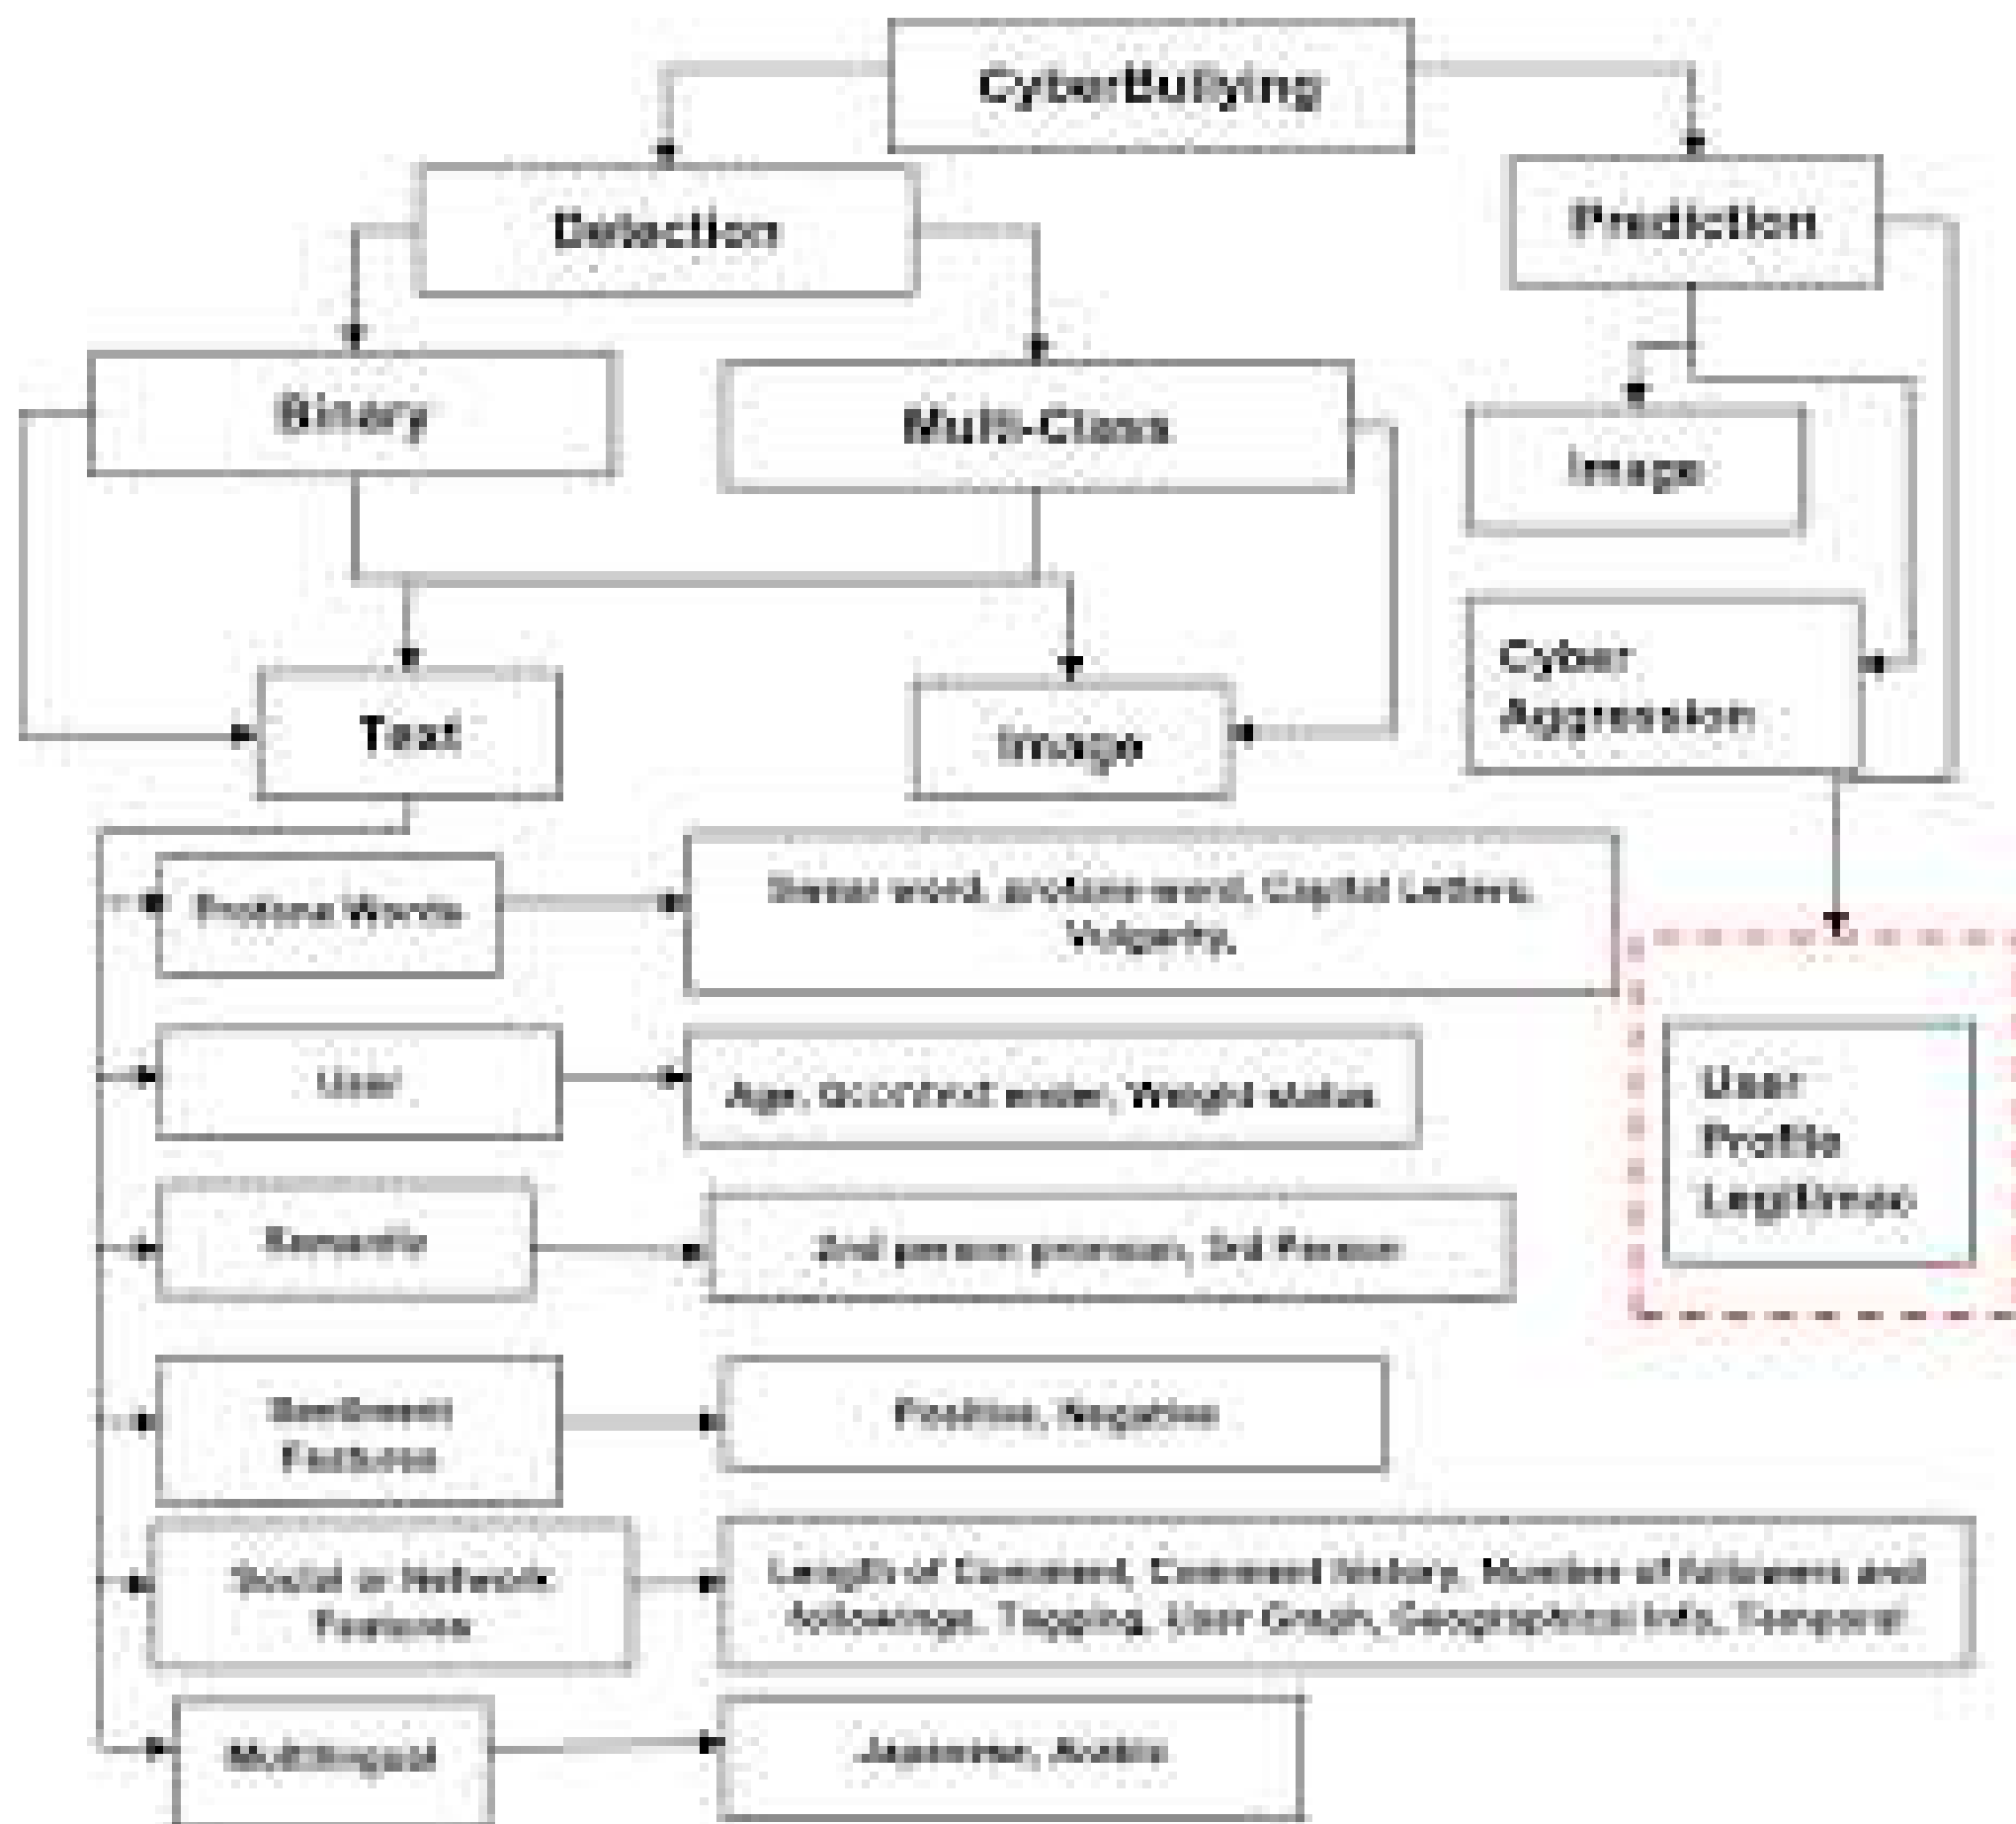 CyberBullying
Detection
Prediction
Binary
Multi-Class
Image
Cyber
Aggression
Text
Image
Profane Words
Swear word, profane word, Capital Letters,
Vulgarity,
User
Age, Gccontext ender, Weight status
User
Profile
Legitimac
Semantic
2nd person pronoun, 3rd Person
Sentiment
Features
Positive, Negative
Social or Network
Features
Length of Comment, Comment history, Number of followers and
followings, Tagging, User Graph, Geographical Info, Temporal
Multilingual
Japanese, Arabic